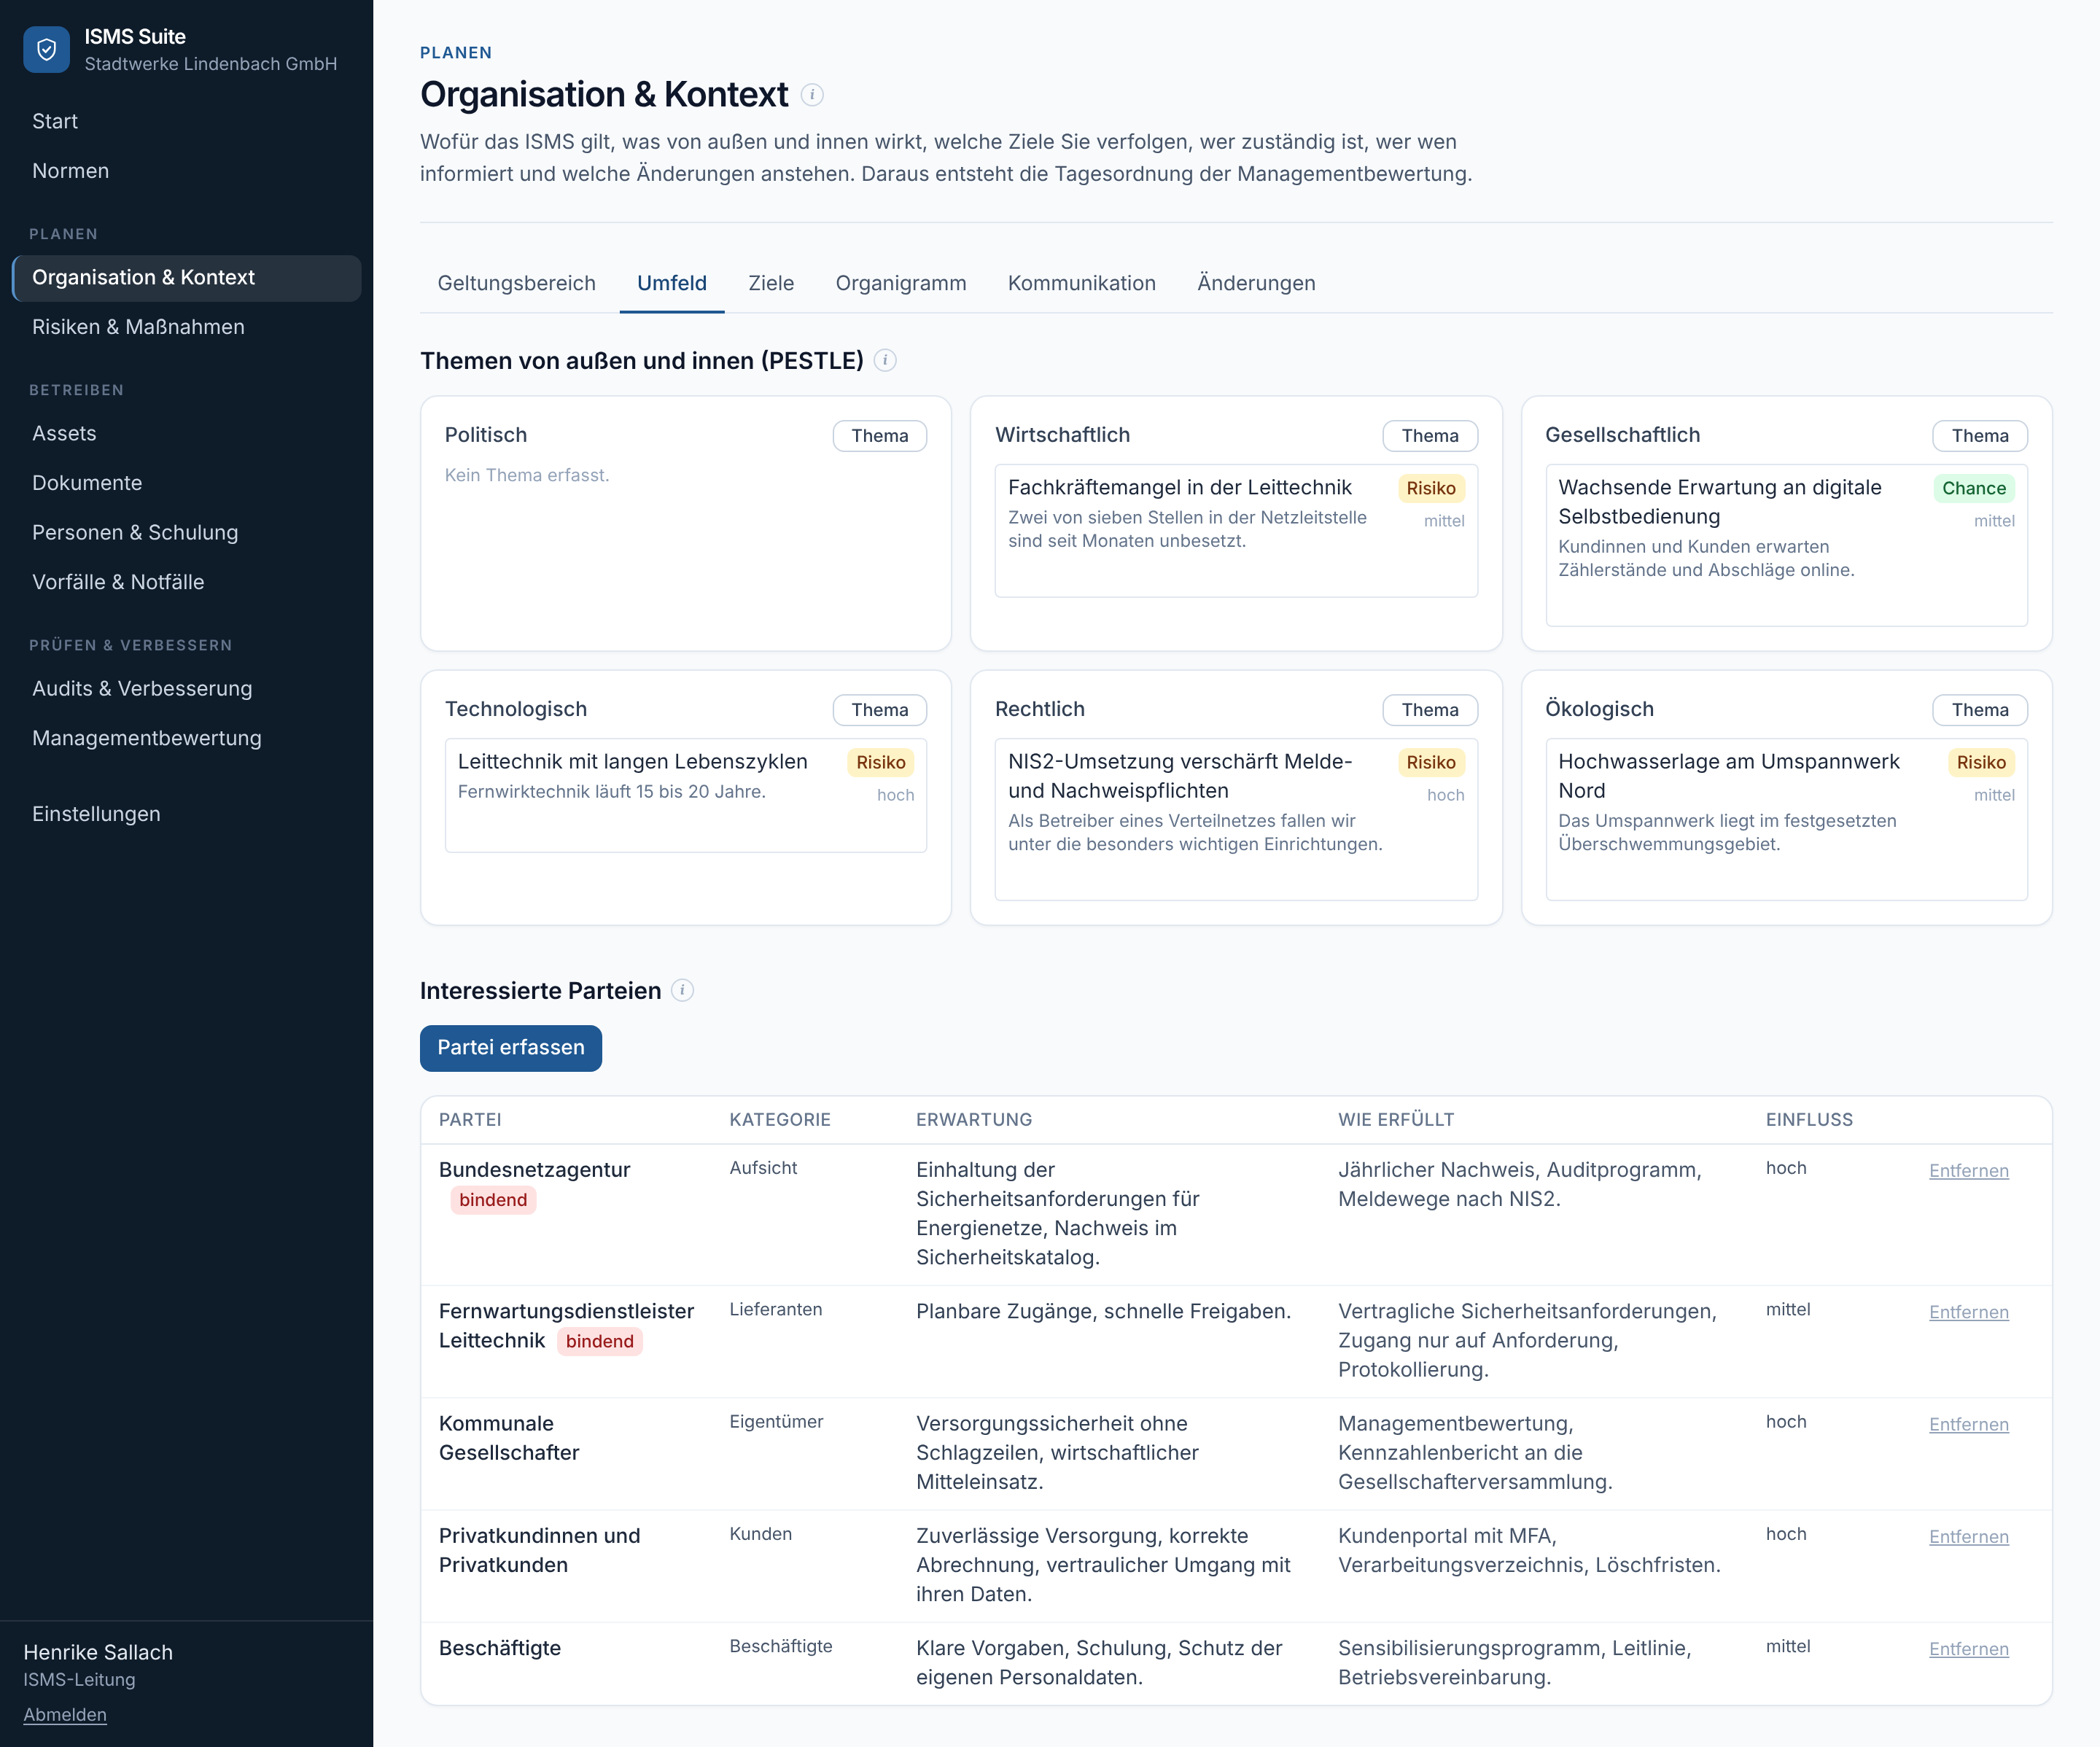 ISMS Suite
Stadtwerke Lindenbach GmbH
Start
Normen
PLANEN
Organisation & Kontext
Risiken & Maßnahmen
BETREIBEN
Assets
Dokumente
Personen & Schulung
Vorfälle & Notfälle
PRÜFEN & VERBESSERN
Audits & Verbesserung
Managementbewertung
Einstellungen
Henrike Sallach
ISMS-Leitung
Abmelden
PLANEN
Organisation & Kontext i
Wofür das ISMS gilt, was von außen und innen wirkt, welche Ziele Sie verfolgen, wer zuständig ist, wer wen
informiert und welche Änderungen anstehen. Daraus entsteht die Tagesordnung der Managementbewertung.
Geltungsbereich Umfeld Ziele Organigramm Kommunikation Änderungen
Themen von außen und innen (PESTLE) i
Politisch Thema
Kein Thema erfasst.
Wirtschaftlich Thema
Fachkräftemangel in der Leittechnik Risiko
Zwei von sieben Stellen in der Netzleitstelle mittel
sind seit Monaten unbesetzt.
Gesellschaftlich Thema
Wachsende Erwartung an digitale Chance
Selbstbedienung mittel
Kundinnen und Kunden erwarten
Zählerstände und Abschläge online.
Technologisch Thema
Leittechnik mit langen Lebenszyklen Risiko
Fernwirktechnik läuft 15 bis 20 Jahre. hoch
Rechtlich Thema
NIS2-Umsetzung verschärft Melde- Risiko
und Nachweispflichten hoch
Als Betreiber eines Verteilnetzes fallen wir
unter die besonders wichtigen Einrichtungen.
Ökologisch Thema
Hochwasserlage am Umspannwerk Risiko
Nord mittel
Das Umspannwerk liegt im festgesetzten
Überschwemmungsgebiet.
Interessierte Parteien i
Partei erfassen
PARTEI KATEGORIE ERWARTUNG WIE ERFÜLLT EINFLUSS
Bundesnetzagentur Aufsicht Einhaltung der Jährlicher Nachweis, Auditprogramm, hoch Entfernen
bindend Sicherheitsanforderungen für Meldewege nach NIS2.
Energienetze, Nachweis im
Sicherheitskatalog.
Fernwartungsdienstleister Lieferanten Planbare Zugänge, schnelle Freigaben. Vertragliche Sicherheitsanforderungen, mittel Entfernen
Leittechnik bindend Zugang nur auf Anforderung,
Protokollierung.
Kommunale Eigentümer Versorgungssicherheit ohne Managementbewertung, hoch Entfernen
Gesellschafter Schlagzeilen, wirtschaftlicher Kennzahlenbericht an die
Mitteleinsatz. Gesellschafterversammlung.
Privatkundinnen und Kunden Zuverlässige Versorgung, korrekte Kundenportal mit MFA, hoch Entfernen
Privatkunden Abrechnung, vertraulicher Umgang mit Verarbeitungsverzeichnis, Löschfristen.
ihren Daten.
Beschäftigte Beschäftigte Klare Vorgaben, Schulung, Schutz der Sensibilisierungsprogramm, Leitlinie, mittel Entfernen
eigenen Personaldaten. Betriebsvereinbarung.